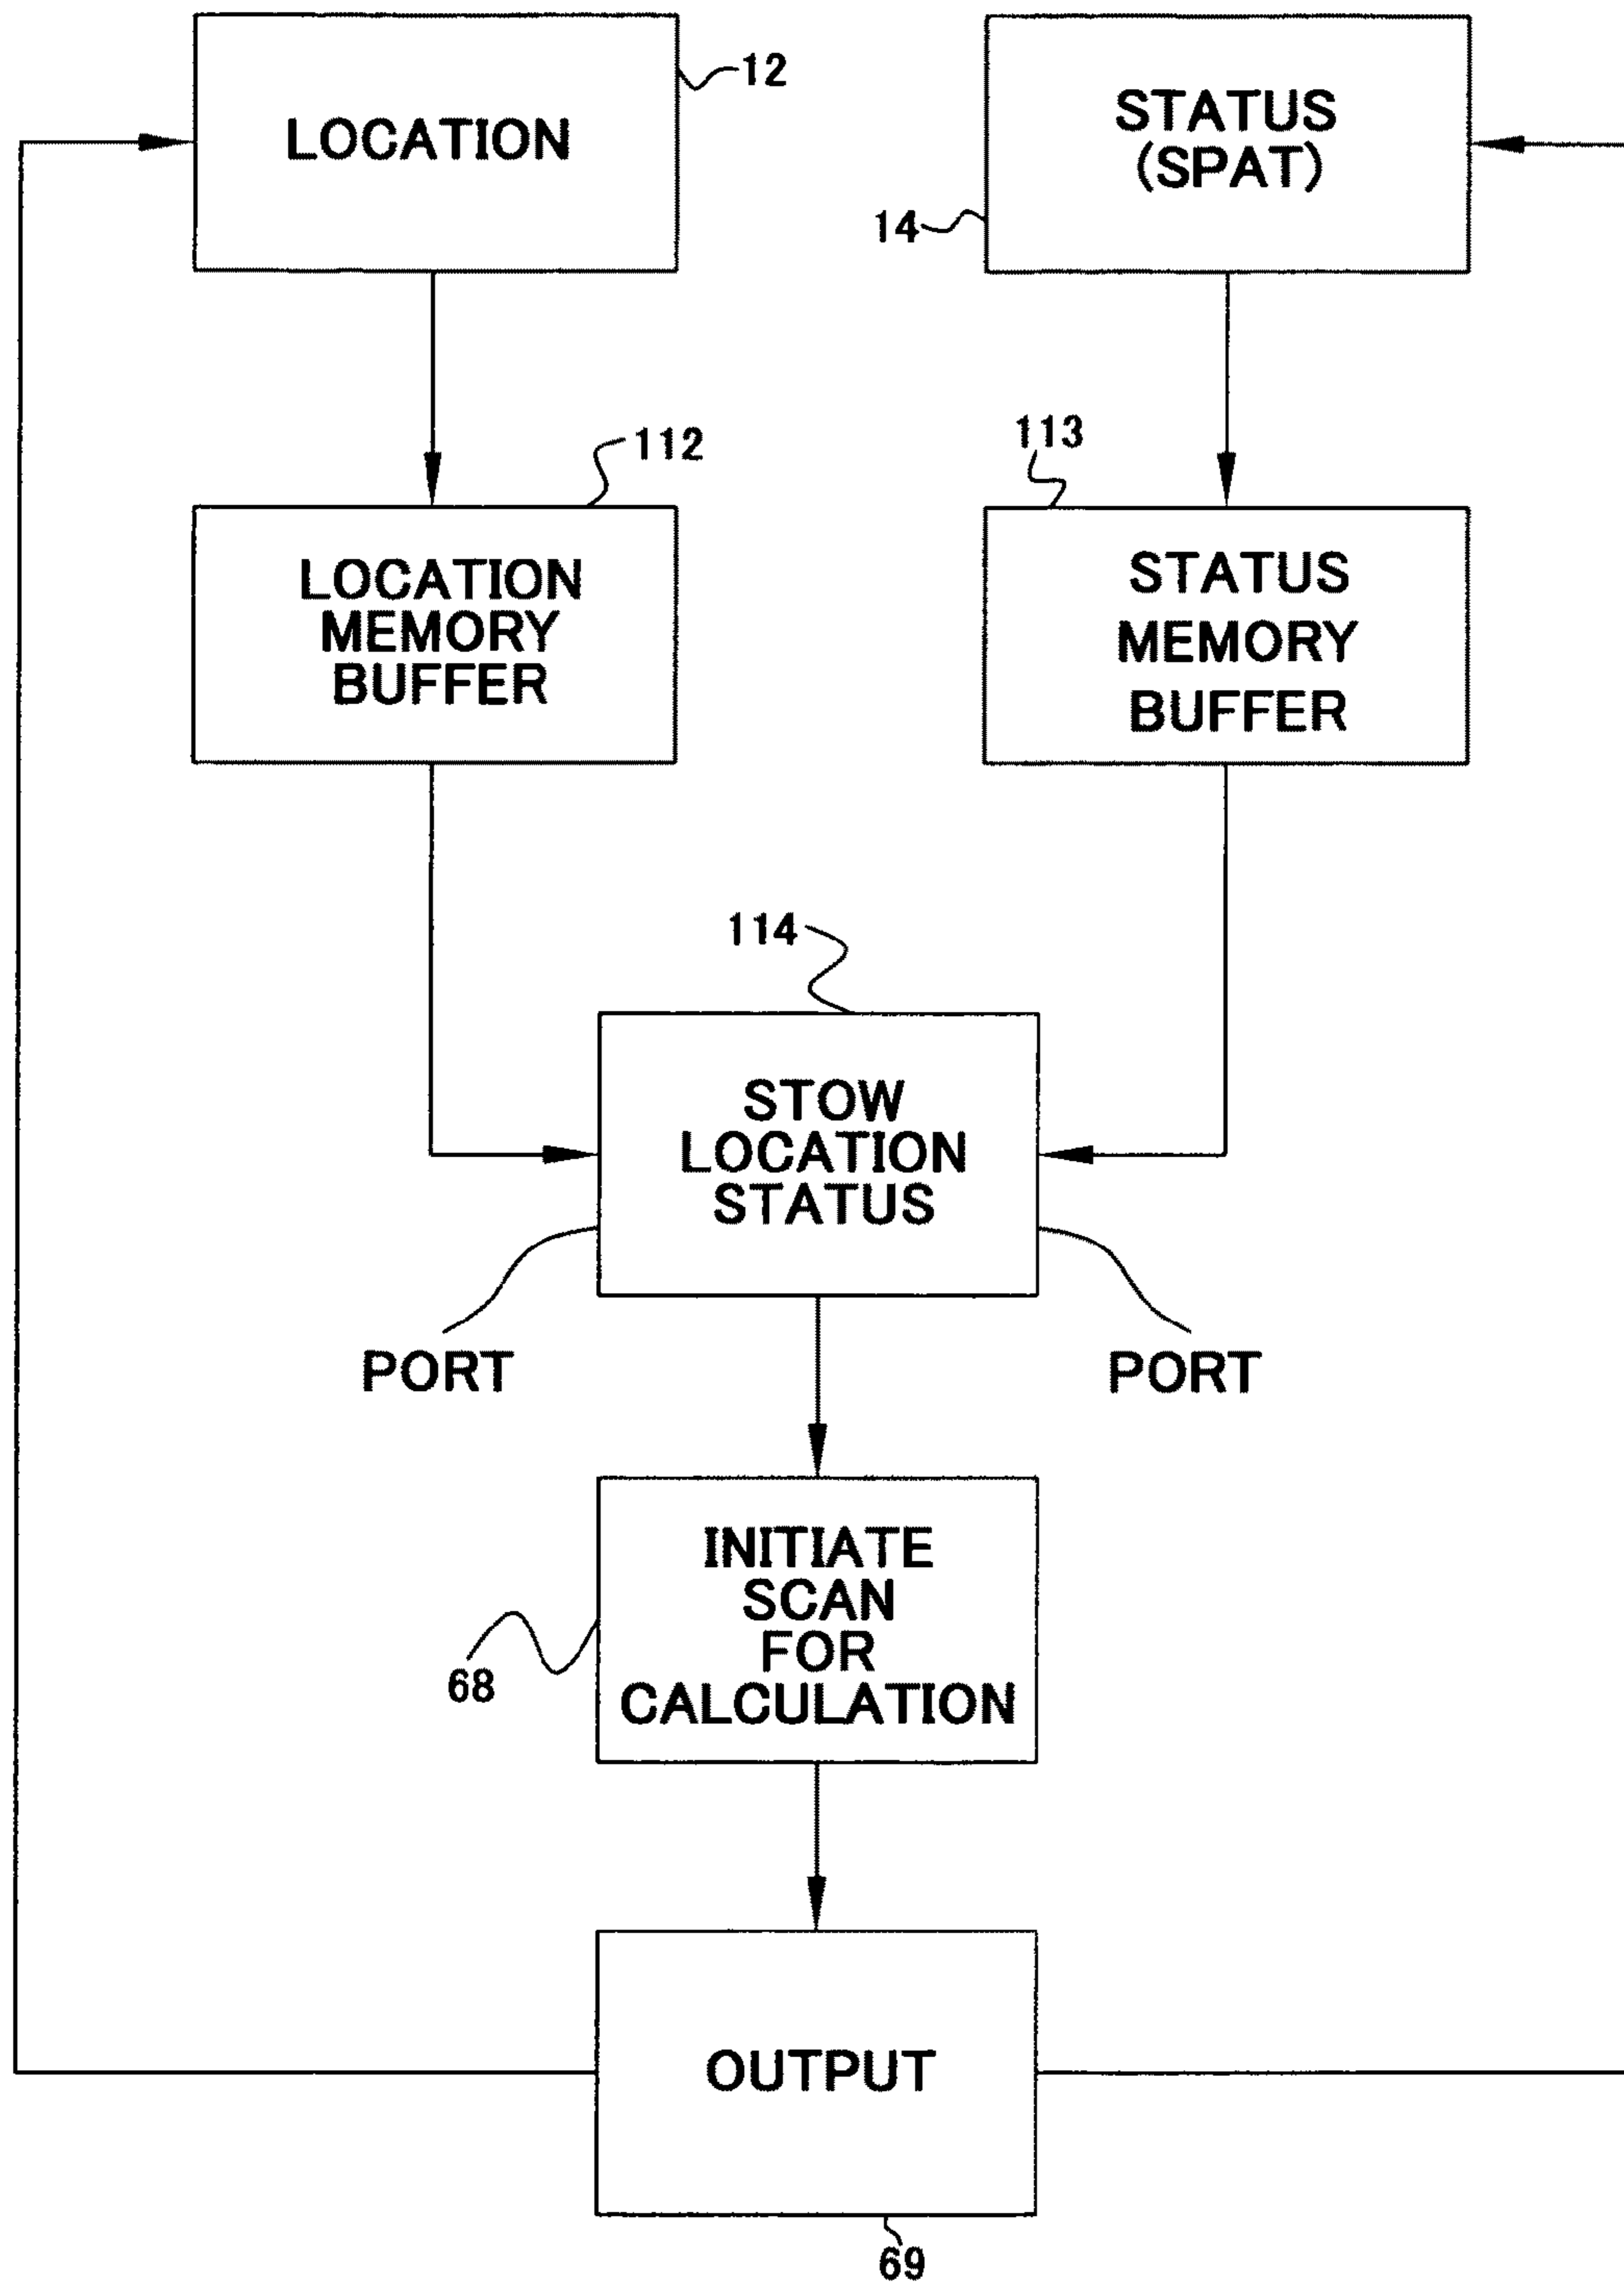 12
LOCATION
STATUS
(SPAT)
14
112
LOCATION
MEMORY
BUFFER
113
STATUS
MEMORY
BUFFER
114
STOW
LOCATION
STATUS
PORT
PORT
INITIATE
SCAN
FOR
CALCULATION
68
OUTPUT
69